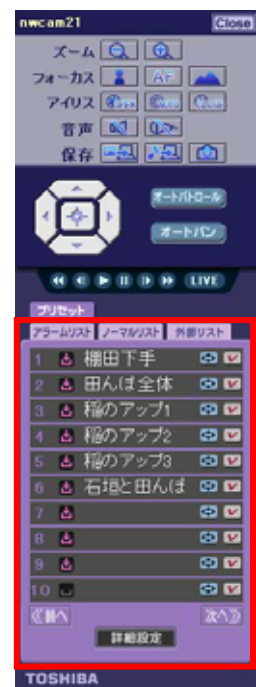 nwcam21 Close
ズーム
フォーカス AF
アイリス
音声
保存
オートパトロール
オートパン
LIVE
プリセット
アラームリスト ノーマルリスト 外部リスト
1 棚田下手
2 田んぼ全体
3 稲のアップ1
4 稲のアップ2
5 稲のアップ3
6 石垣と田んぼ
7
8
9
10
《前へ 次へ》
詳細設定
TOSHIBA